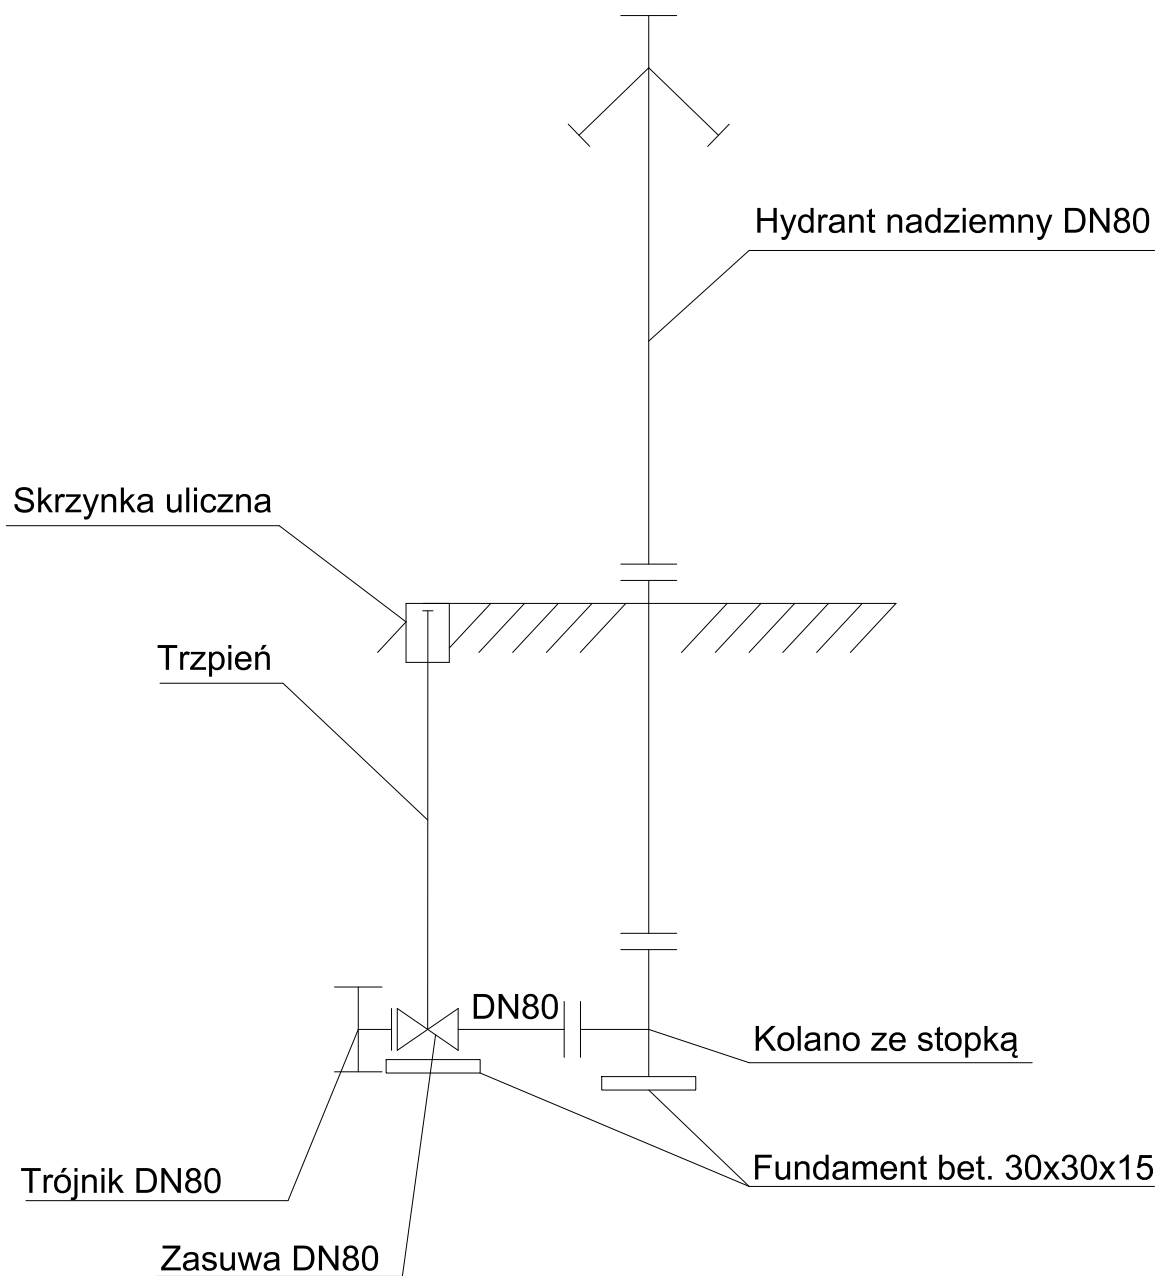 Hydrant nadziemny DN80
Skrzynka uliczna
Trzpień
DN80
Kolano ze stopką
Fundament bet. 30x30x15
Trójnik DN80
Zasuwa DN80